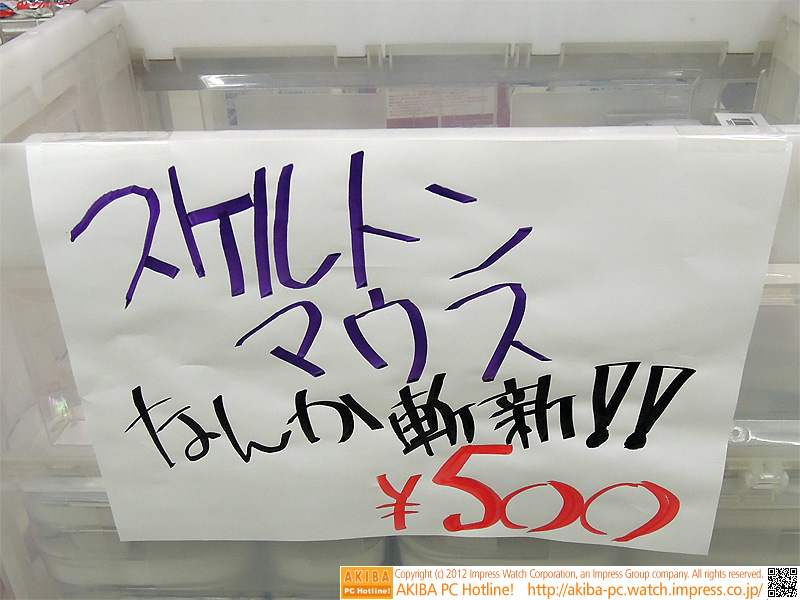 スケルトン
マウス
なんか斬新!!
¥500
AKIBA
PC Hotline!
Copyright (c) 2012 Impress Watch Corporation, an Impress Group company. All rights reserved.
AKIBA PC Hotline! http://akiba-pc.watch.impress.co.jp/